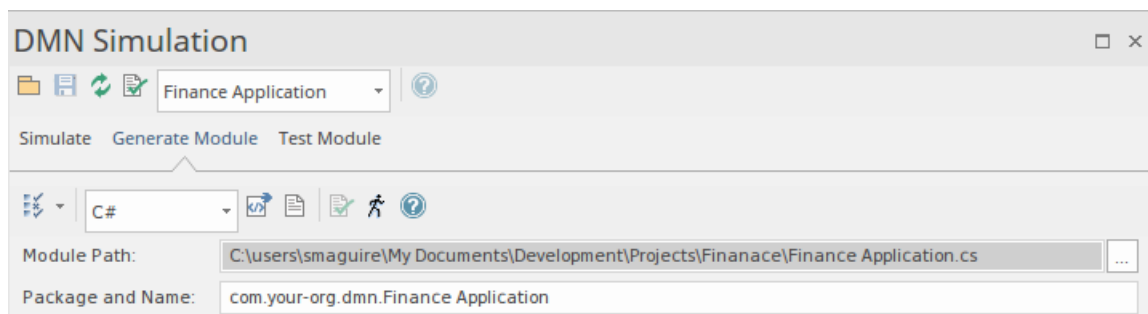 DMN Simulation
Finance Application
Simulate Generate Module Test Module
C#
Module Path: C:\users\smaguire\My Documents\Development\Projects\Finanace\Finance Application.cs ...
Package and Name: com.your-org.dmn.Finance Application